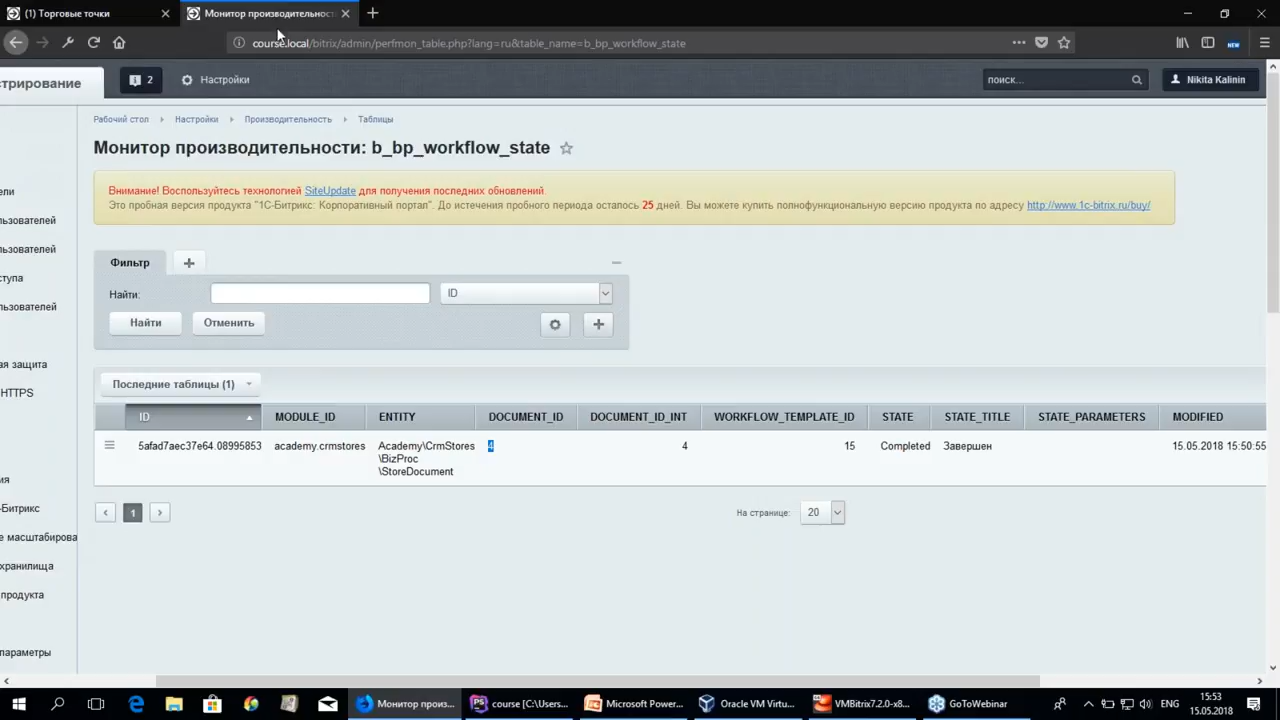 (1) Торговые точки
Монитор производительност
course.local/bitrix/admin/perfmon_table.php?lang=ru&table_name=b_bp_workflow_state
NEW
стрирование
2
Настройки
поиск...
Nikita Kalinin
Рабочий стол
Настройки
Производительность
Таблицы
Монитор производительности: b_bp_workflow_state
Внимание! Воспользуйтесь технологией SiteUpdate для получения последних обновлений.
Это пробная версия продукта "1С-Битрикс: Корпоративный портал". До истечения пробного периода осталось 25 дней. Вы можете купить полнофункциональную версию продукта по адресу http://www.1c-bitrix.ru/buy/
ели
ользователей
ользователей
ступа
ользователям
ая защита
HTTPS
ия
-Битрикс
е масштабирова
хранилища
продукта
параметры
Фильтр
Найти:
ID
Найти
Отменить
Последние таблицы (1)
ID MODULE_ID ENTITY DOCUMENT_ID DOCUMENT_ID_INT WORKFLOW_TEMPLATE_ID STATE STATE_TITLE STATE_PARAMETERS MODIFIED
5afad7aec37e64.08995853 academy.crmstores Academy\CrmStores 4 4 15 Completed Завершен 15.05.2018 15:50:55
\BizProc
\StoreDocument
1
На странице: 20
Монитор произ...
course [C:\Users...
Microsoft Power...
Oracle VM Virtu...
VMBitrix7.2.0-x8...
GoToWebinar
ENG
15:53
15.05.2018